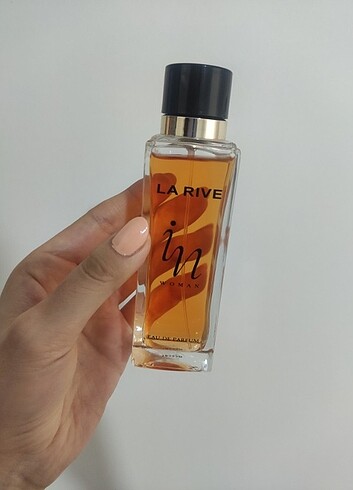 LA RIVE
in
WOMAN
EAU DE PARFUM